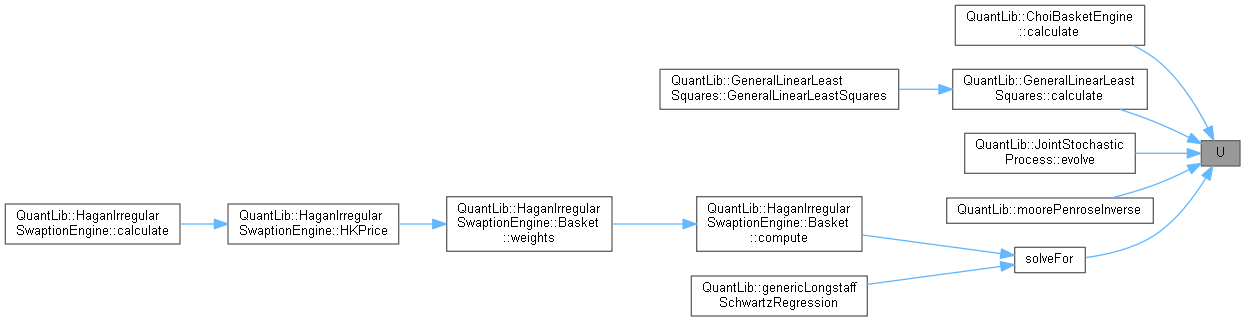 QuantLib::ChoiBasketEngine
::calculate
QuantLib::GeneralLinearLeast
Squares::GeneralLinearLeastSquares
QuantLib::GeneralLinearLeast
Squares::calculate
U
QuantLib::JointStochastic
Process::evolve
QuantLib::HaganIrregular
SwaptionEngine::calculate
QuantLib::HaganIrregular
SwaptionEngine::HKPrice
QuantLib::HaganIrregular
SwaptionEngine::Basket
::weights
QuantLib::HaganIrregular
SwaptionEngine::Basket
::compute
QuantLib::moorePenroseInverse
solveFor
QuantLib::genericLongstaff
SchwartzRegression